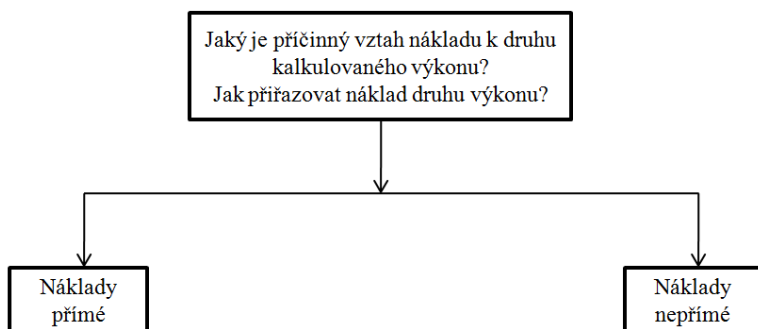 Jaký je příčinný vztah nákladu k druhu
kalkulovaného výkonu?
Jak přiřazovat náklad druhu výkonu?
Náklady
přímé
Náklady
nepřímé